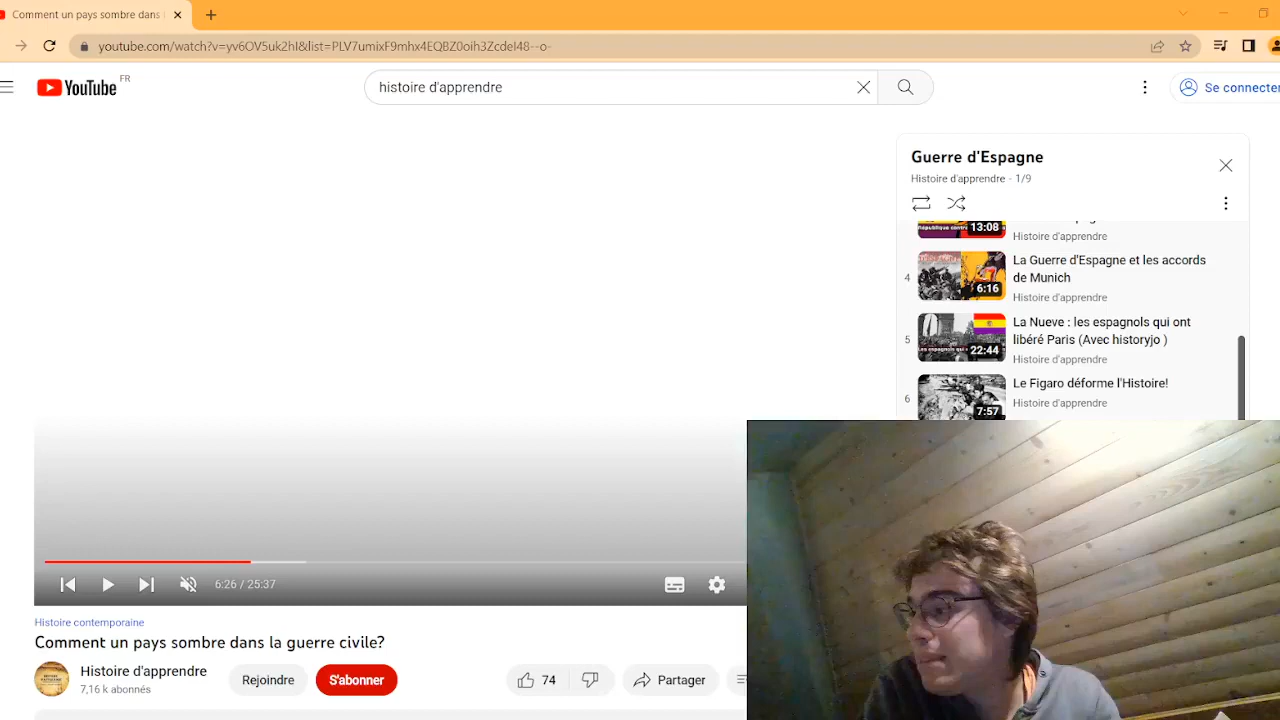 Comment un pays sombre dans
youtube.com/watch?v=yv6OV5uk2hI&list=PLV7umixF9mhx4EQBZ0oih3ZcdeI48--o-
YouTube FR
histoire d'apprendre
Se connecter
Guerre d'Espagne
Histoire d'apprendre - 1/9
13:08
Histoire d'apprendre
4
6:16
La Guerre d'Espagne et les accords
de Munich
Histoire d'apprendre
5
22:44
La Nueve : les espagnols qui ont
libéré Paris (Avec historyjo )
Histoire d'apprendre
6
7:57
Le Figaro déforme l'Histoire!
Histoire d'apprendre
6:26 / 25:37
Histoire contemporaine
Comment un pays sombre dans la guerre civile?
Histoire d'apprendre
7,16 k abonnés
Rejoindre
S'abonner
74
Partager